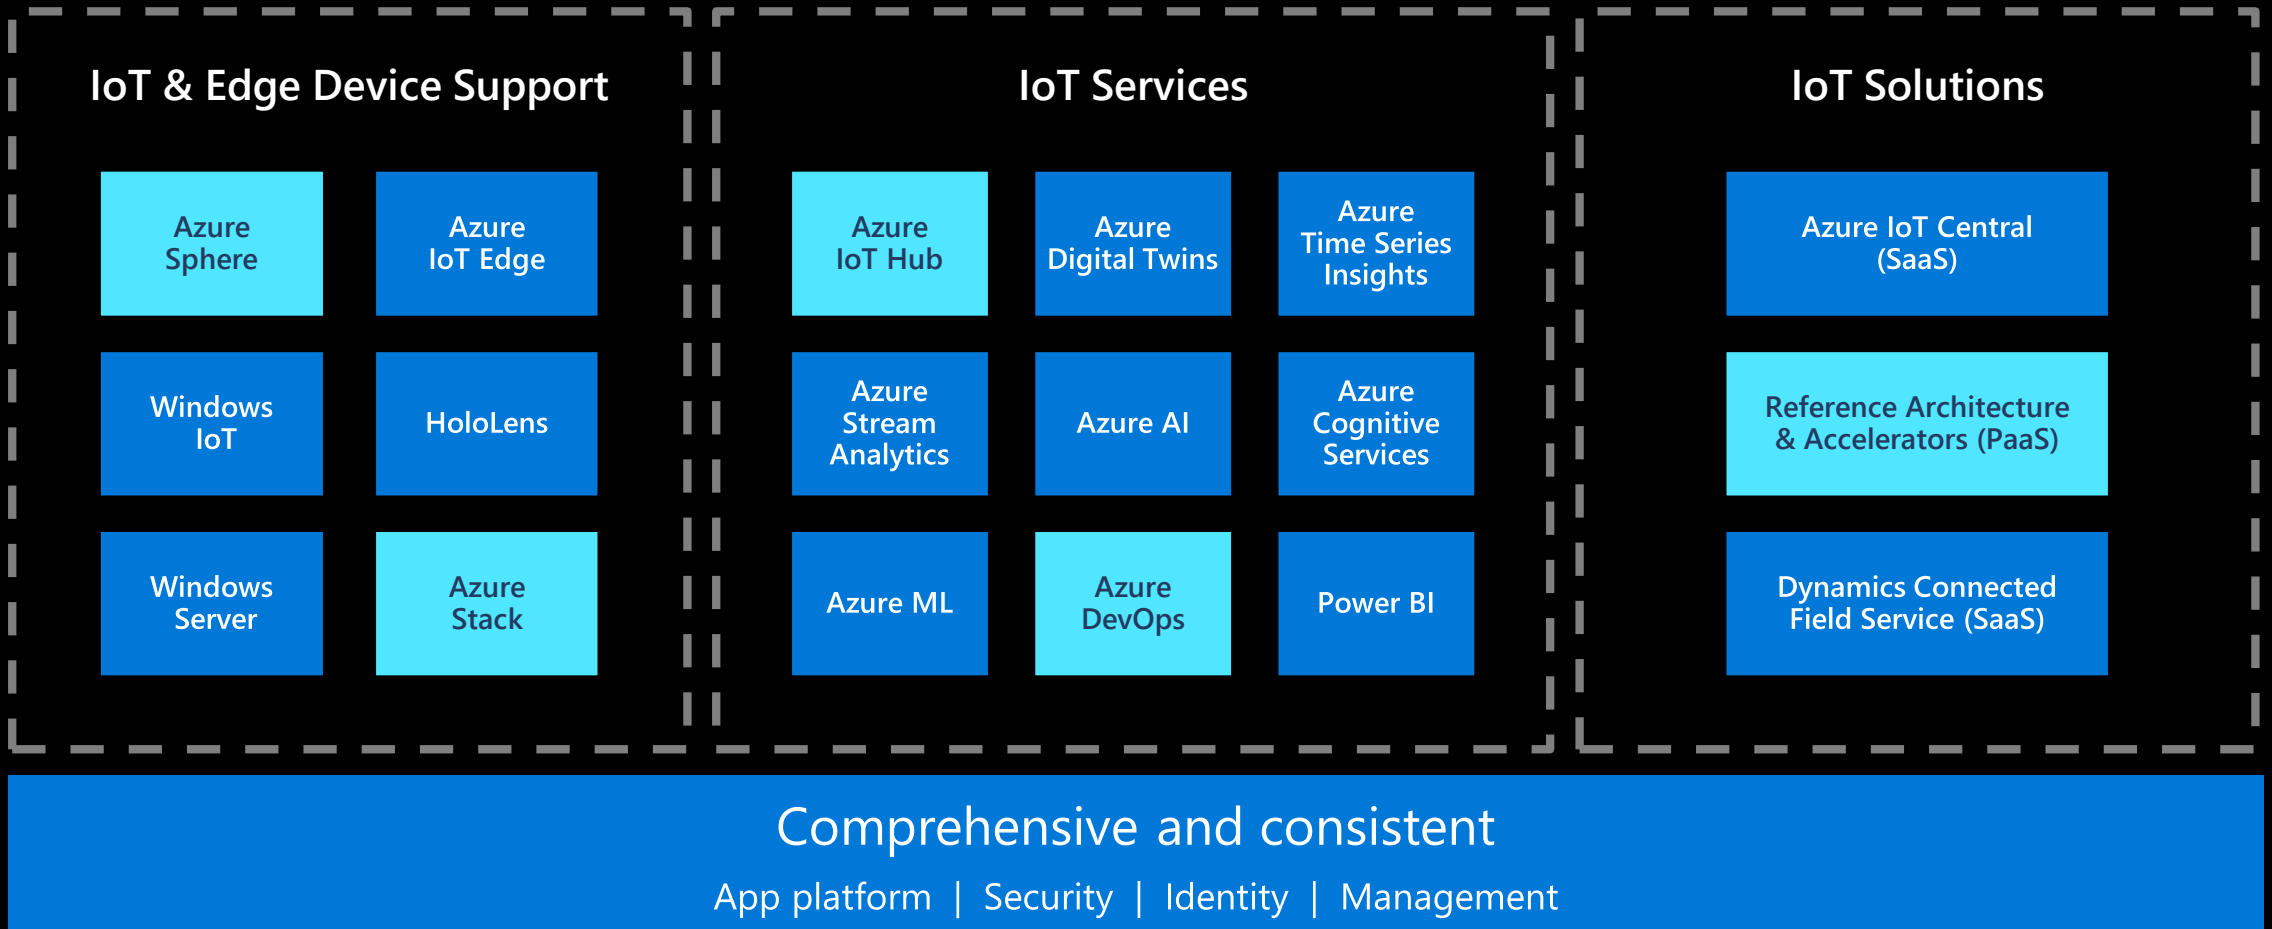 IoT & Edge Device Support
Azure
Sphere
Azure
IoT Edge
Windows
IoT
HoloLens
Windows
Server
Azure
Stack
IoT Services
Azure
IoT Hub
Azure
Digital Twins
Azure
Time Series
Insights
Azure
Stream
Analytics
Azure AI
Azure
Cognitive
Services
Azure ML
Azure
DevOps
Power BI
IoT Solutions
Azure IoT Central
(SaaS)
Reference Architecture
& Accelerators (PaaS)
Dynamics Connected
Field Service (SaaS)
Comprehensive and consistent
App platform | Security | Identity | Management